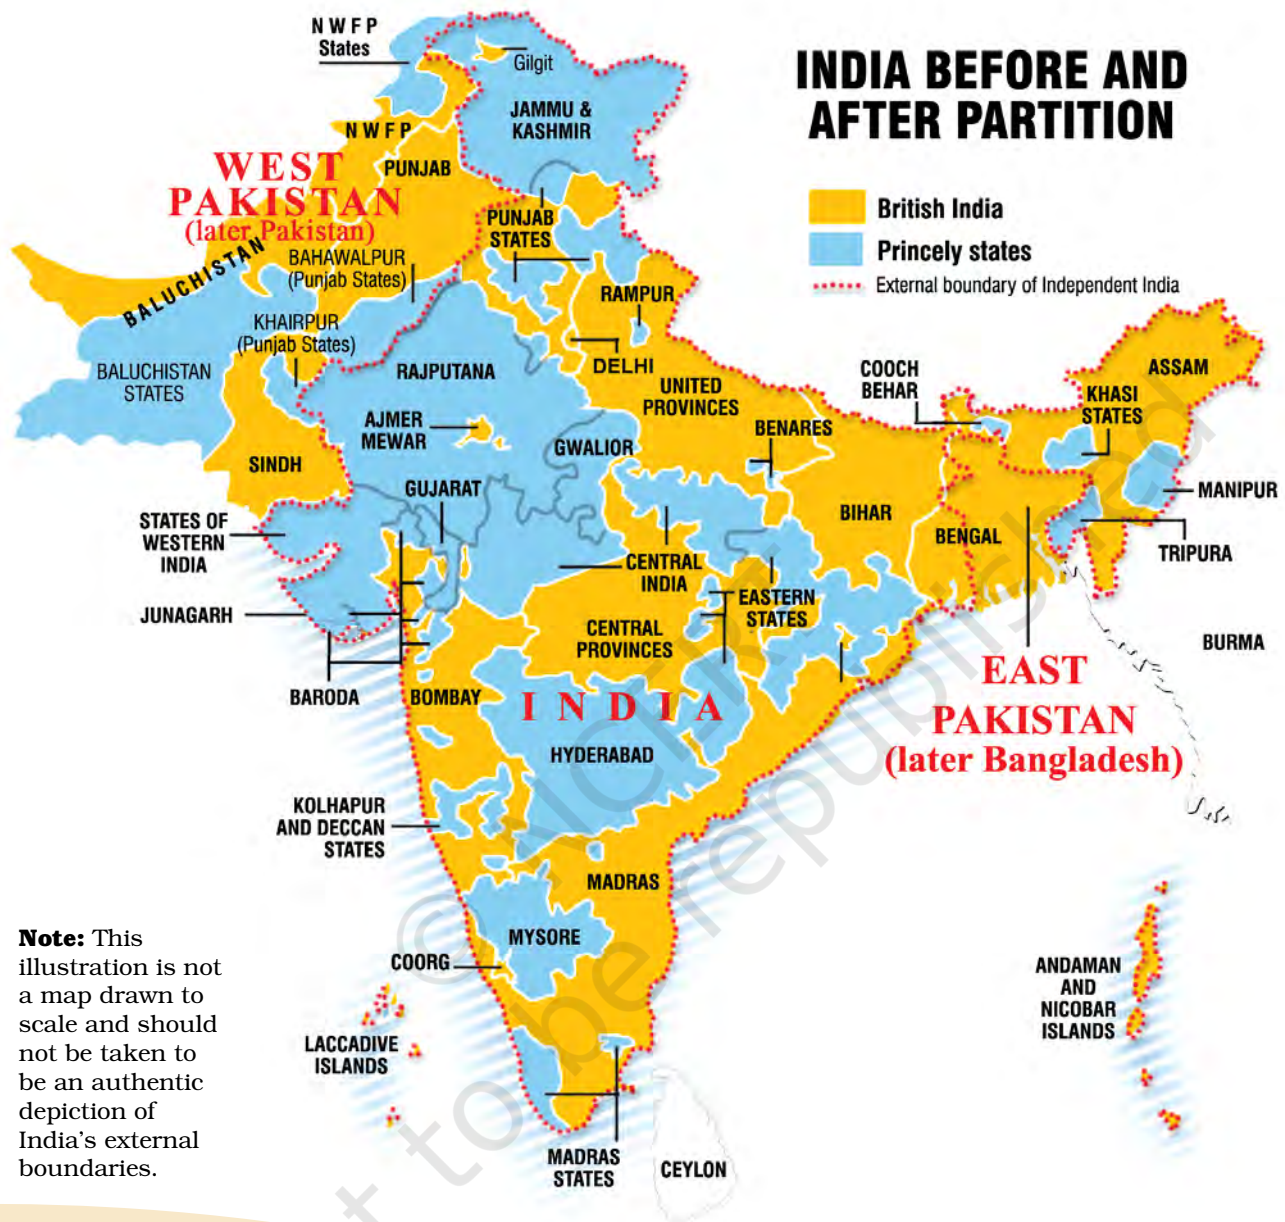 INDIA BEFORE AND
AFTER PARTITION
British India
Princely states
External boundary of Independent India
N W F P
States
Gilgit
JAMMU &
KASHMIR
N W F P
WEST
PAKISTAN
(later Pakistan)
PUNJAB
PUNJAB
STATES
BALUCHISTAN
BAHAWALPUR
(Punjab States)
KHAIRPUR
(Punjab States)
BALUCHISTAN
STATES
RAJPUTANA
RAMPUR
DELHI
UNITED
PROVINCES
COOCH
BEHAR
ASSAM
KHASI
STATES
AJMER
MEWAR
GWALIOR
BENARES
SINDH
GUJARAT
BIHAR
BENGAL
MANIPUR
TRIPURA
STATES OF
WESTERN
INDIA
CENTRAL
INDIA
EASTERN
STATES
JUNAGARH
CENTRAL
PROVINCES
BURMA
BARODA
BOMBAY
INDIA
EAST
PAKISTAN
(later Bangladesh)
HYDERABAD
KOLHAPUR
AND DECCAN
STATES
MADRAS
MYSORE
COORG
LACCADIVE
ISLANDS
ANDAMAN
AND
NICOBAR
ISLANDS
MADRAS
STATES
CEYLON
Note: This
illustration is not
a map drawn to
scale and should
not be taken to
be an authentic
depiction of
India’s external
boundaries.
© NCERT
t to be republished